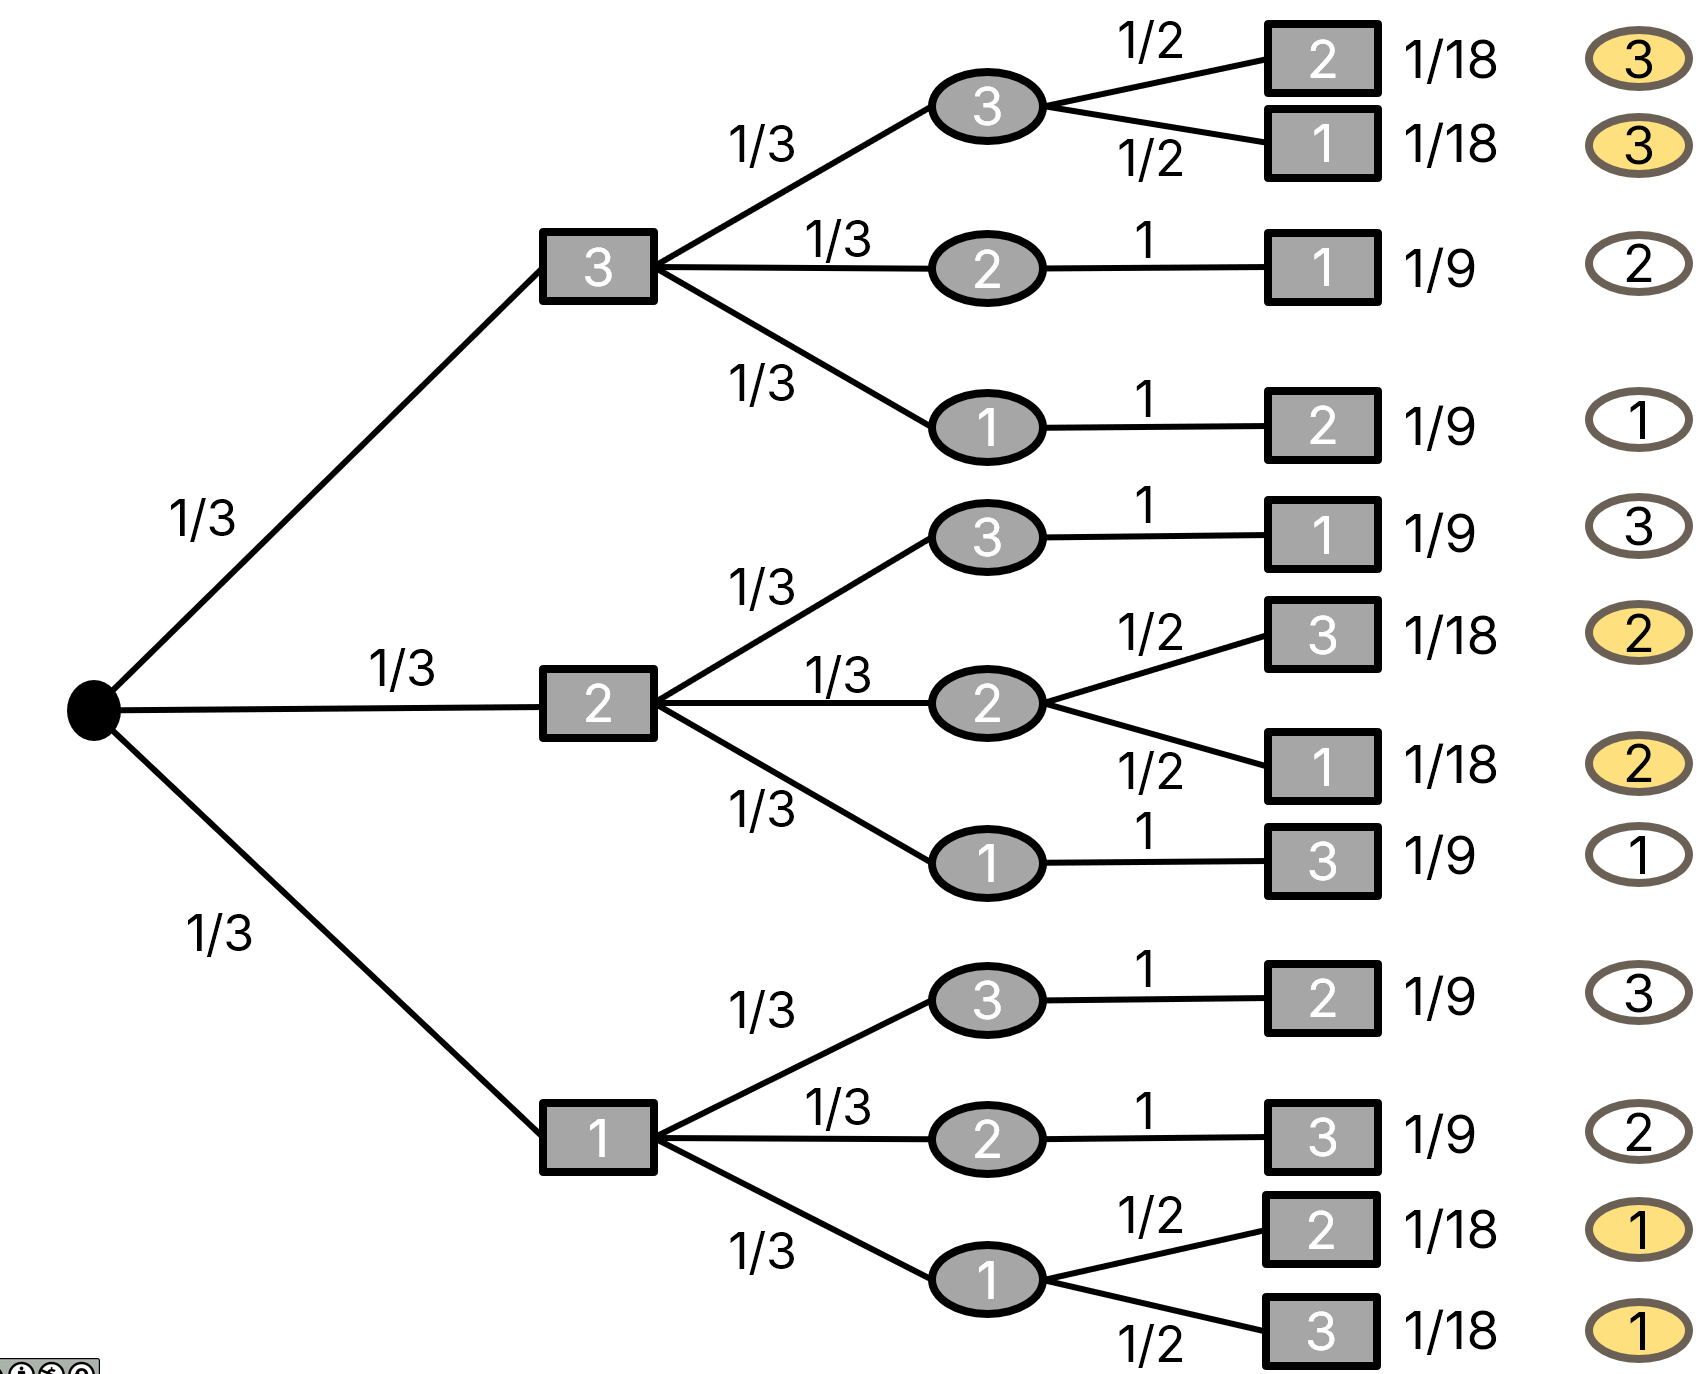 1/2 2 1/18 3
1/3 3 1/2 1 1/18 3
3 1/3 2 1 1 1/9 2
1/3 1 1 2 1/9 1
1/3 1/3 3 1 1 1/9 3
1/3 2 1/3 2 1/2 3 1/18 2
1/2 1 1/18 2
1/3 1 1 3 1/9 1
1/3 1/3 3 1 2 1/9 3
1 1/3 2 1 3 1/9 2
1/3 1 1/2 2 1/18 1
1/2 3 1/18 1